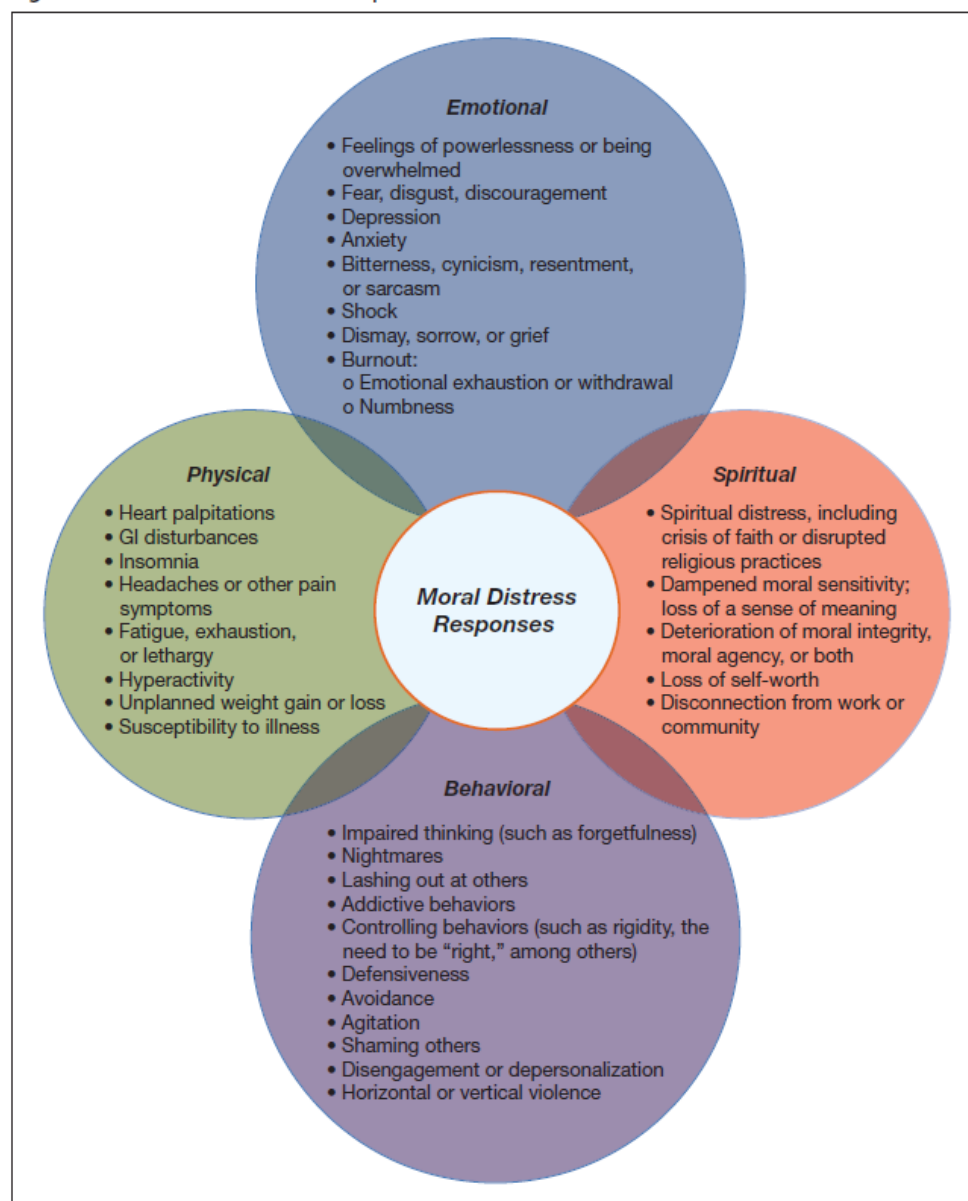 Emotional
• Feelings of powerlessness or being
overwhelmed
• Fear, disgust, discouragement
• Depression
• Anxiety
• Bitterness, cynicism, resentment,
or sarcasm
• Shock
• Dismay, sorrow, or grief
• Burnout:
o Emotional exhaustion or withdrawal
o Numbness
Physical
• Heart palpitations
• GI disturbances
• Insomnia
• Headaches or other pain
symptoms
• Fatigue, exhaustion,
or lethargy
• Hyperactivity
• Unplanned weight gain or loss
• Susceptibility to illness
Moral Distress
Responses
Spiritual
• Spiritual distress, including
crisis of faith or disrupted
religious practices
• Dampened moral sensitivity;
loss of a sense of meaning
• Deterioration of moral integrity,
moral agency, or both
• Loss of self-worth
• Disconnection from work or
community
Behavioral
• Impaired thinking (such as forgetfulness)
• Nightmares
• Lashing out at others
• Addictive behaviors
• Controlling behaviors (such as rigidity, the
need to be “right,” among others)
• Defensiveness
• Avoidance
• Agitation
• Shaming others
• Disengagement or depersonalization
• Horizontal or vertical violence